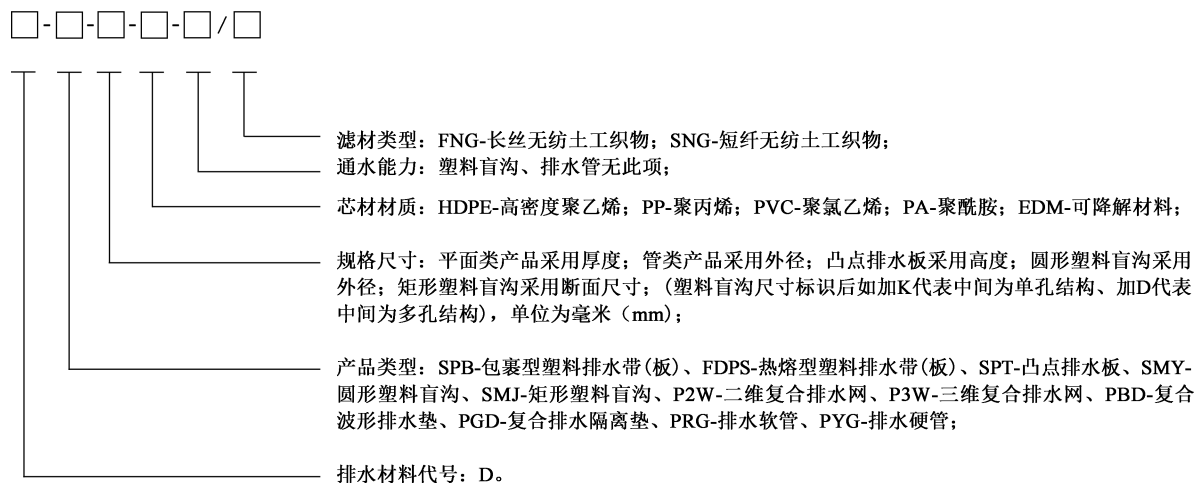 □-□-□-□-□/□
滤材类型：FNG-长丝无纺土工织物；SNG-短纤无纺土工织物；
通水能力：塑料盲沟、排水管无此项；
芯材材质：HDPE-高密度聚乙烯；PP-聚丙烯；PVC-聚氯乙烯；PA-聚酰胺；EDM-可降解材料；
规格尺寸：平面类产品采用厚度；管类产品采用外径；凸点排水板采用高度；圆形塑料盲沟采用
外径；矩形塑料盲沟采用断面尺寸；(塑料盲沟尺寸标识后如加K代表中间为单孔结构、加D代表
中间为多孔结构)，单位为毫米（mm）；
产品类型：SPB-包裹型塑料排水带(板)、FDPS-热熔型塑料排水带(板)、SPT-凸点排水板、SMY-
圆形塑料盲沟、SMJ-矩形塑料盲沟、P2W-二维复合排水网、P3W-三维复合排水网、PBD-复合
波形排水垫、PGD-复合排水隔离垫、PRG-排水软管、PYG-排水硬管；
排水材料代号：D。